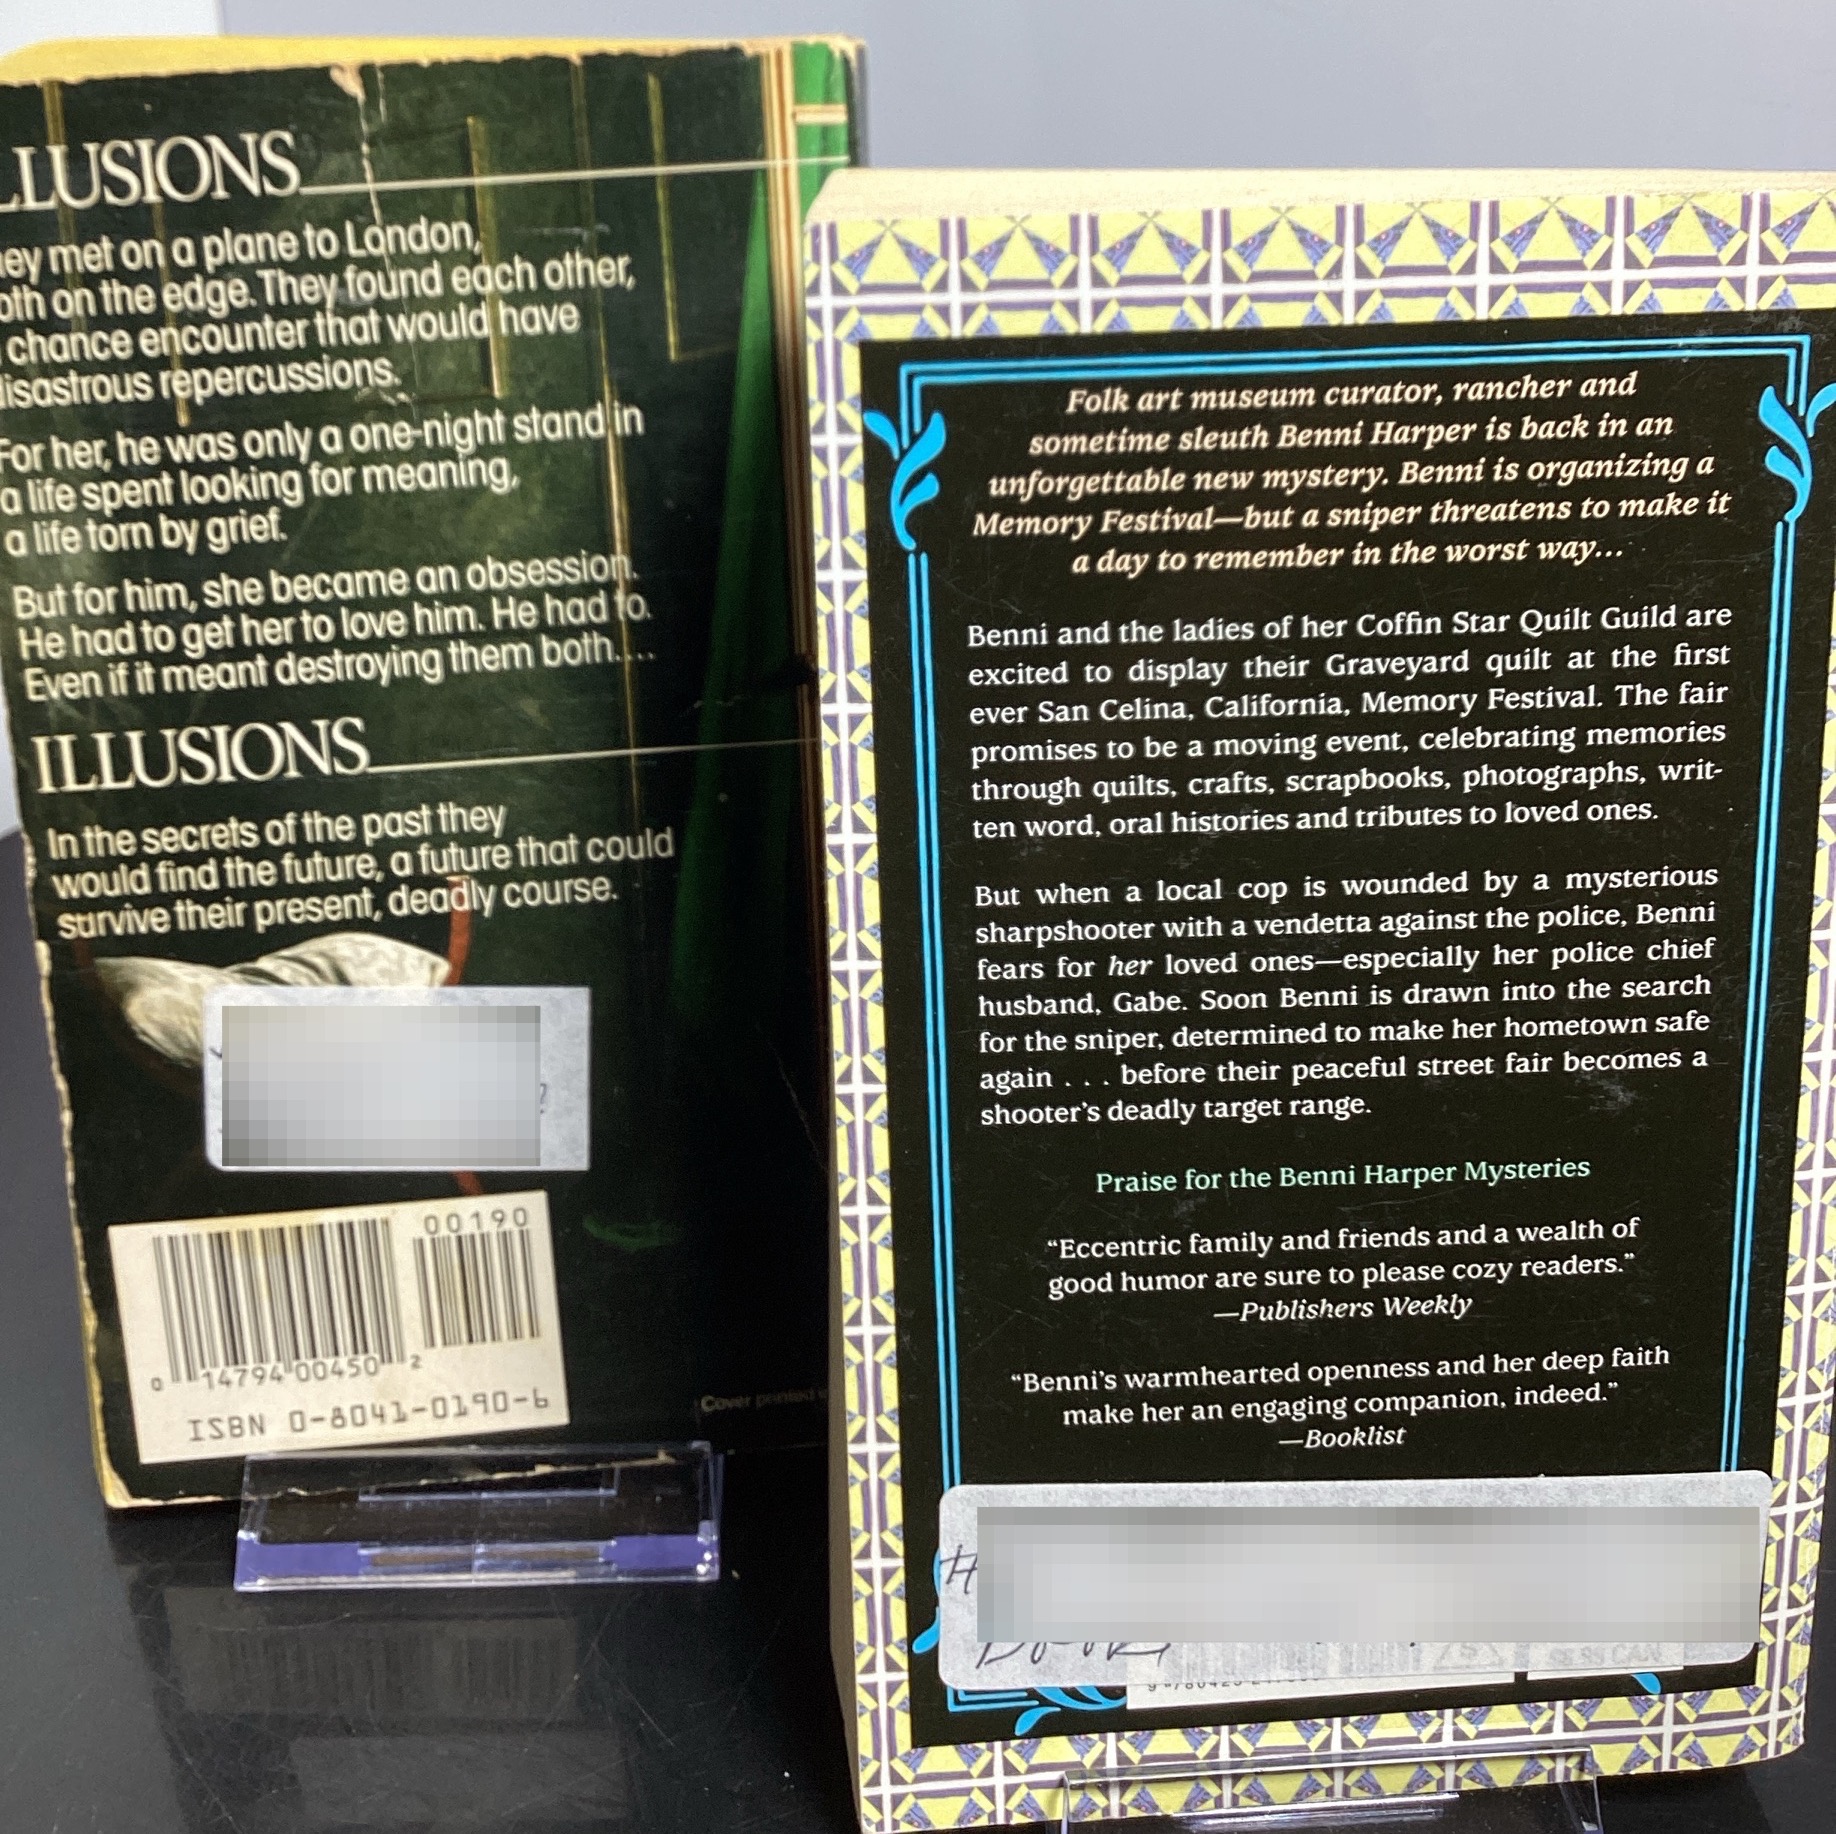 LLUSIONS
ey met on a plane to London,
oth on the edge. They found each other,
chance encounter that would have
disastrous repercussions.
For her, he was only a one-night stand in
a life spent looking for meaning,
a life torn by grief.
But for him, she became an obsession.
He had to get her to love him. He had to.
Even if it meant destroying them both....
ILLUSIONS
In the secrets of the past they
would find the future, a future that could
survive their present, deadly course.
00190
0 14794 00450 2
ISBN 0-8041-0190-6
Cover printed
Folk art museum curator, rancher and
sometime sleuth Benni Harper is back in an
unforgettable new mystery. Benni is organizing a
Memory Festival—but a sniper threatens to make it
a day to remember in the worst way...
Benni and the ladies of her Coffin Star Quilt Guild are
excited to display their Graveyard quilt at the first
ever San Celina, California, Memory Festival. The fair
promises to be a moving event, celebrating memories
through quilts, crafts, scrapbooks, photographs, writ-
ten word, oral histories and tributes to loved ones.
But when a local cop is wounded by a mysterious
sharpshooter with a vendetta against the police, Benni
fears for her loved ones—especially her police chief
husband, Gabe. Soon Benni is drawn into the search
for the sniper, determined to make her hometown safe
again . . . before their peaceful street fair becomes a
shooter's deadly target range.
Praise for the Benni Harper Mysteries
“Eccentric family and friends and a wealth of
good humor are sure to please cozy readers.”
—Publishers Weekly
“Benni's warmhearted openness and her deep faith
make her an engaging companion, indeed.”
—Booklist